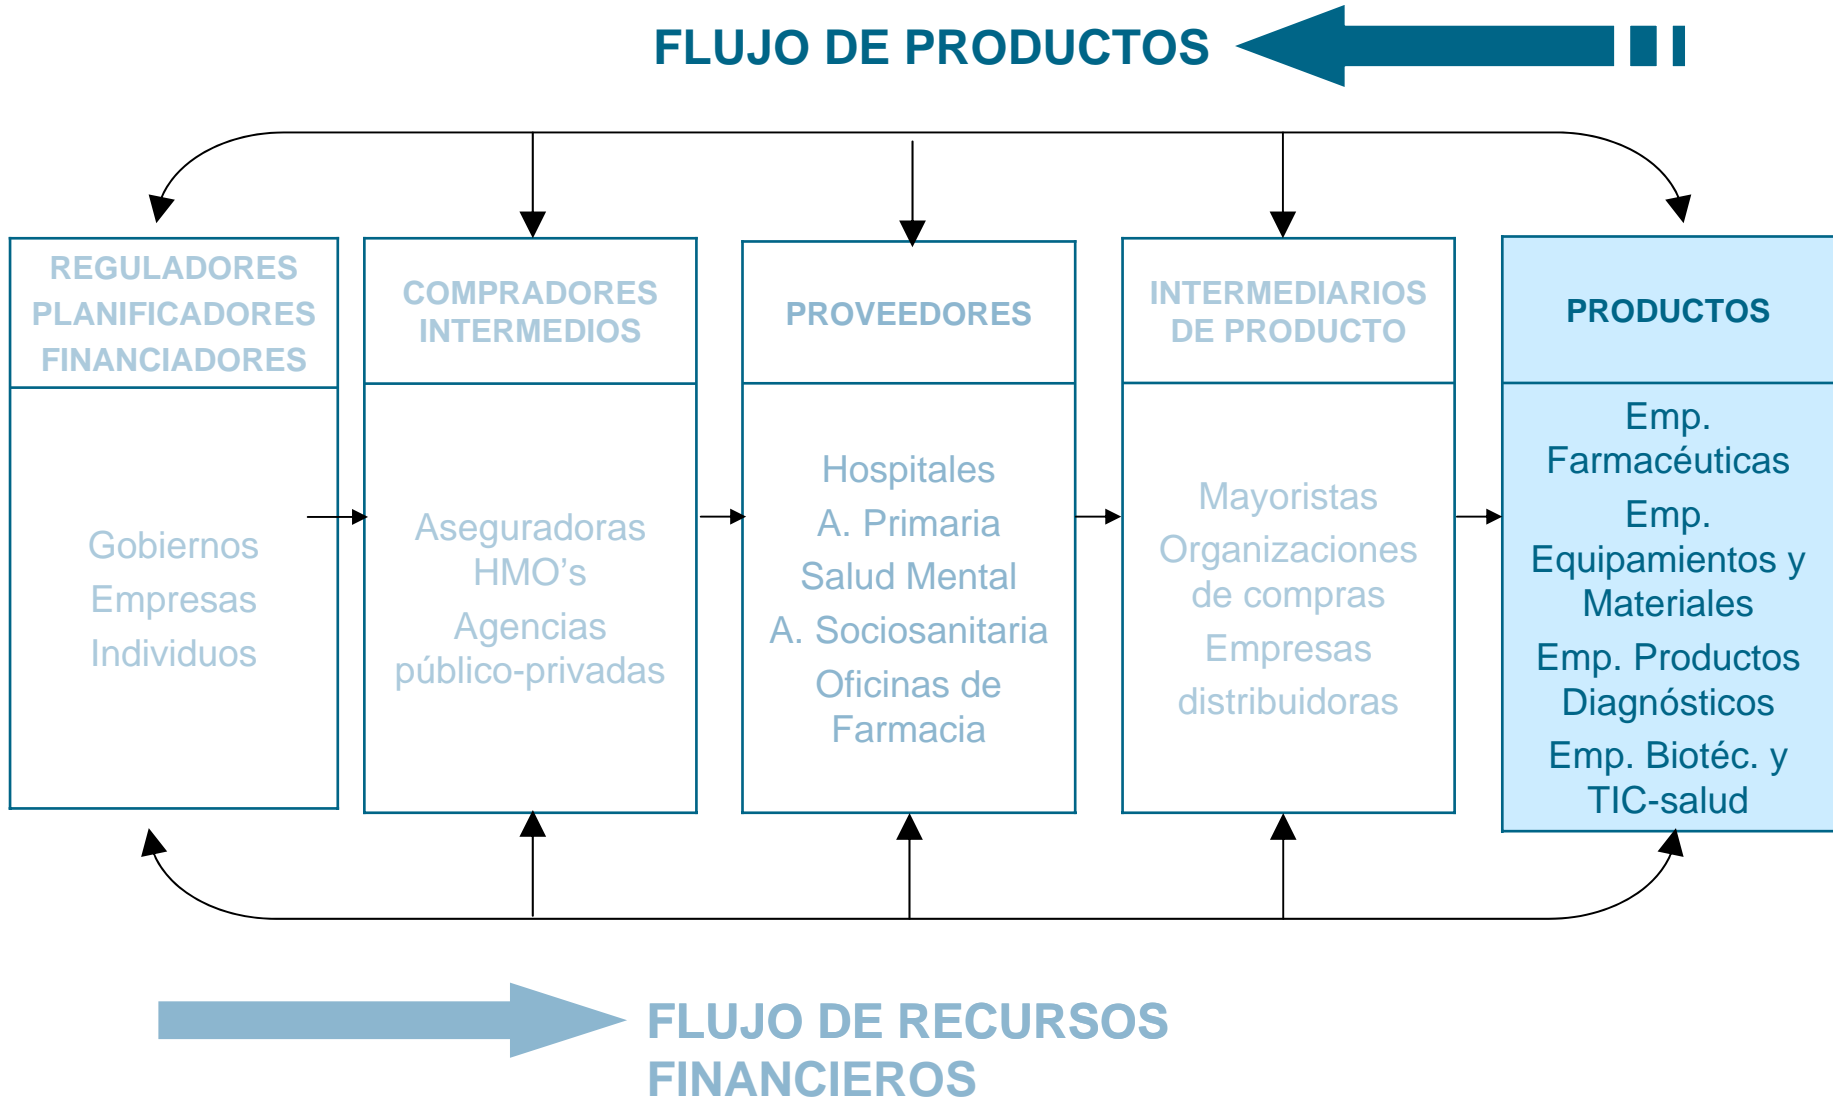 FLUJO DE PRODUCTOS
REGULADORES
PLANIFICADORES
FINANCIADORES
Gobiernos
Empresas
Individuos
COMPRADORES
INTERMEDIOS
Aseguradoras
HMO’s
Agencias
público-privadas
PROVEEDORES
Hospitales
A. Primaria
Salud Mental
A. Sociosanitaria
Oficinas de
Farmacia
INTERMEDIARIOS
DE PRODUCTO
Mayoristas
Organizaciones
de compras
Empresas
distribuidoras
PRODUCTOS
Emp.
Farmacéuticas
Emp.
Equipamientos y
Materiales
Emp. Productos
Diagnósticos
Emp. Biotéc. y
TIC-salud
FLUJO DE RECURSOS
FINANCIEROS